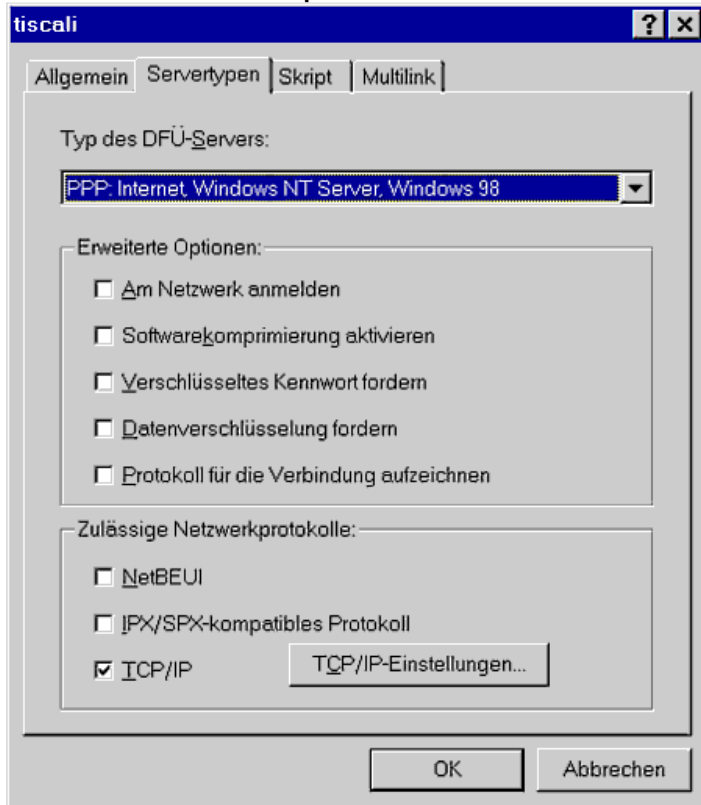 tiscali
Allgemein Servertypen Skript Multilink
Typ des DFÜ-Servers:
PPP: Internet, Windows NT Server, Windows 98
Erweiterte Optionen:
Am Netzwerk anmelden
Softwarekomprimierung aktivieren
Verschlüsseltes Kennwort fordern
Datenverschlüsselung fordern
Protokoll für die Verbindung aufzeichnen
Zulässige Netzwerkprotokolle:
NetBEUI
IPX/SPX-kompatibles Protokoll
TCP/IP TCP/IP-Einstellungen...
OK Abbrechen